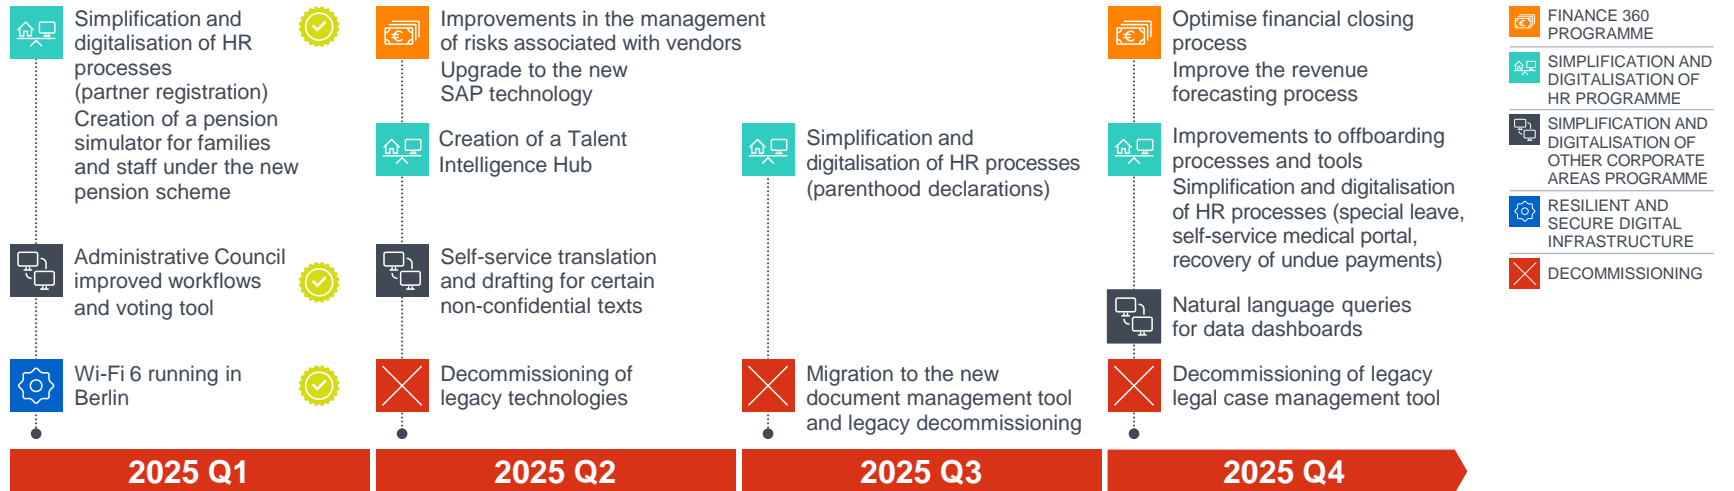 Simplification and
digitalisation of HR
processes
(partner registration)
Creation of a pension
simulator for families
and staff under the new
pension scheme
Administrative Council
improved workflows
and voting tool
Wi-Fi 6 running in
Berlin
2025 Q1
Improvements in the management
of risks associated with vendors
Upgrade to the new
SAP technology
Creation of a Talent
Intelligence Hub
Self-service translation
and drafting for certain
non-confidential texts
Decommissioning of
legacy technologies
2025 Q2
Simplification and
digitalisation of HR processes
(parenthood declarations)
Migration to the new
document management tool
and legacy decommissioning
2025 Q3
Optimise financial closing
process
Improve the revenue
forecasting process
Improvements to offboarding
processes and tools
Simplification and digitalisation
of HR processes (special leave,
self-service medical portal,
recovery of undue payments)
Natural language queries
for data dashboards
Decommissioning of legacy
legal case management tool
2025 Q4
FINANCE 360
PROGRAMME
SIMPLIFICATION AND
DIGITALISATION OF
HR PROGRAMME
SIMPLIFICATION AND
DIGITALISATION OF
OTHER CORPORATE
AREAS PROGRAMME
RESILIENT AND
SECURE DIGITAL
INFRASTRUCTURE
DECOMMISSIONING